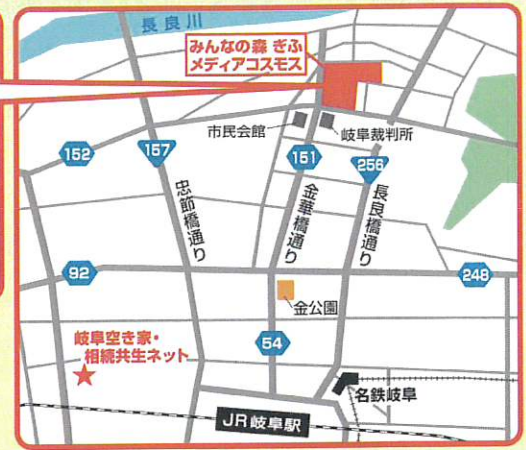 長良川
みんなの森 ぎふ
メディアコスモス
市民会館
岐阜裁判所
152
157
151
256
忠節橋通り
金華橋通り
長良橋通り
92
248
金公園
岐阜空き家・
相続共生ネット
54
名鉄岐阜
JR岐阜駅